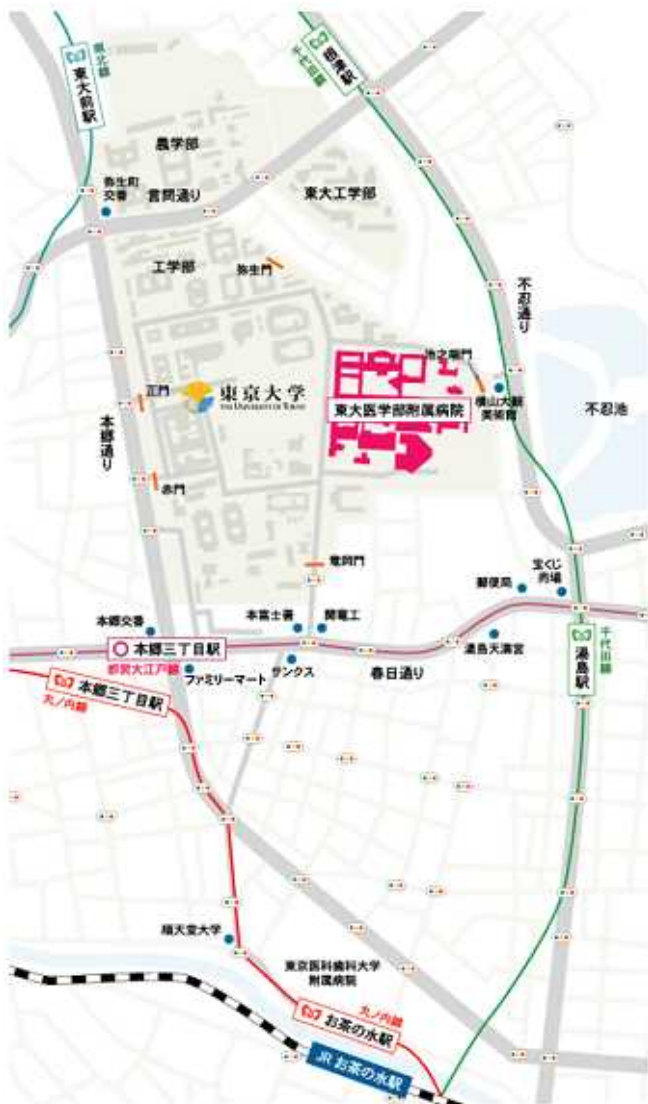 南北線
東大前駅
千代田線
根津駅
農学部
弥生町
交番
言問通り
東大工学部
工学部
弥生門
不忍通り
池之端門
正門
東京大学
THE UNIVERSITY OF TOKYO
東大医学部附属病院
横山大観
美術館
不忍池
本郷通り
赤門
竜岡門
郵便局
宝くじ
売場
本郷交番
本富士署
関電工
本郷三丁目駅
都営大江戸線
湯島天満宮
千代田線
湯島駅
ファミリーマート
サンクス
春日通り
本郷三丁目駅
丸ノ内線
順天堂大学
東京医科歯科大学
附属病院
丸ノ内線
お茶の水駅
JR お茶の水駅